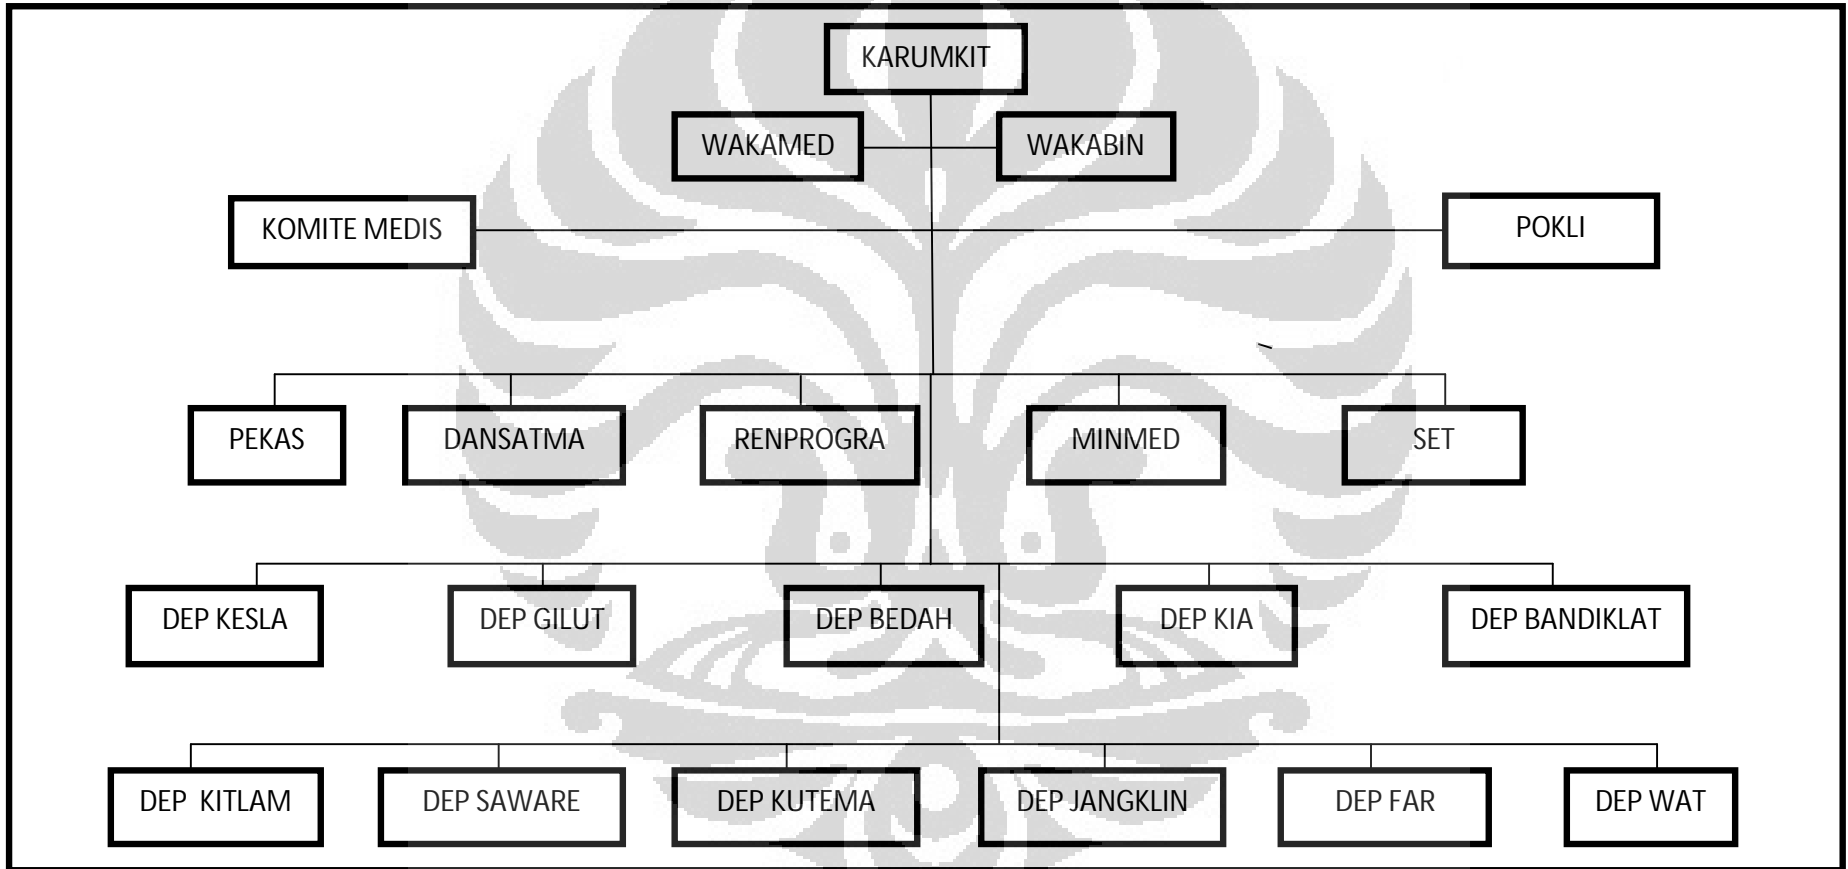 KARUMKIT
WAKAMED
WAKABIN
KOMITE MEDIS
POKLI
PEKAS
DANSATMA
RENPROGRA
MINMED
SET
DEP KESLA
DEP GILUT
DEP BEDAH
DEP KIA
DEP BANDIKLAT
DEP KITLAM
DEP SAWARE
DEP KUTEMA
DEP JANGKLIN
DEP FAR
DEP WAT